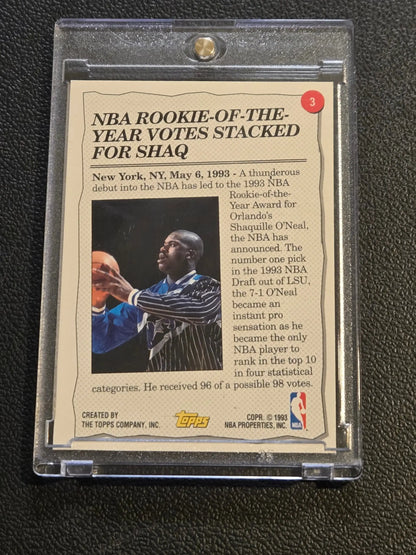 3
NBA ROOKIE-OF-THE-
YEAR VOTES STACKED
FOR SHAQ
New York, NY, May 6, 1993 - A thunderous
debut into the NBA has led to the 1993 NBA
Rookie-of-the-
Year Award for
Orlando's
Shaquille O'Neal,
the NBA has
announced. The
number one pick
in the 1993 NBA
Draft out of LSU,
the 7-1 O'Neal
became an
instant pro
sensation as he
became the only
NBA player to
rank in the top 10
in four statistical
categories. He received 96 of a possible 98 votes.
CREATED BY
THE TOPPS COMPANY, INC.
Topps
COPR. © 1993
NBA PROPERTIES, INC.
NBA